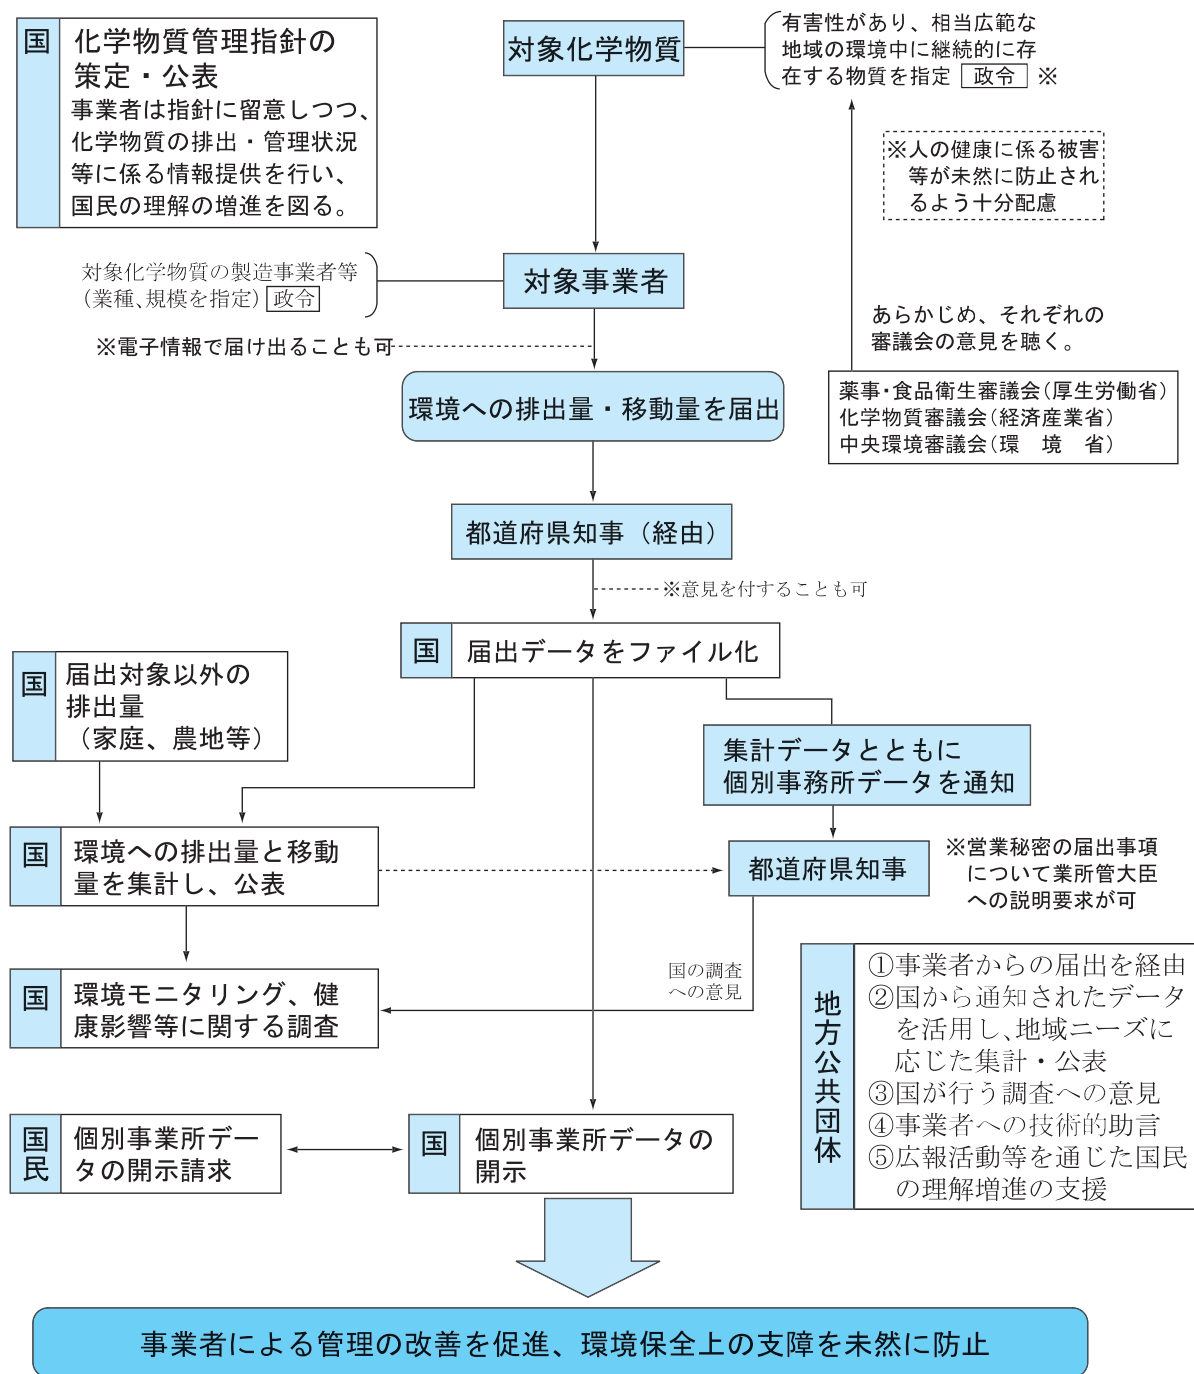 国
化学物質管理指針の
策定・公表
事業者は指針に留意しつつ、
化学物質の排出・管理状況
等に係る情報提供を行い、
国民の理解の増進を図る。
対象化学物質
有害性があり、相当広範な
地域の環境中に継続的に存
在する物質を指定 政令 ※
※人の健康に係る被害
等が未然に防止され
るよう十分配慮
対象化学物質の製造事業者等
（業種、規模を指定）政令
対象事業者
※電子情報で届け出ることも可
あらかじめ、それぞれの
審議会の意見を聴く。
薬事・食品衛生審議会（厚生労働省）
化学物質審議会（経済産業省）
中央環境審議会（環　境　省）
環境への排出量・移動量を届出
都道府県知事（経由）
※意見を付することも可
国
届出データをファイル化
国
届出対象以外の
排出量
（家庭、農地等）
集計データとともに
個別事務所データを通知
国
環境への排出量と移動
量を集計し、公表
都道府県知事
※営業秘密の届出事項
について業所管大臣
への説明要求が可
国の調査
への意見
国
環境モニタリング、健
康影響等に関する調査
地方公共団体
①事業者からの届出を経由
②国から通知されたデータ
を活用し、地域ニーズに
応じた集計・公表
③国が行う調査への意見
④事業者への技術的助言
⑤広報活動等を通じた国民
の理解増進の支援
国民
個別事業所デー
タの開示請求
国
個別事業所データの
開示
事業者による管理の改善を促進、環境保全上の支障を未然に防止